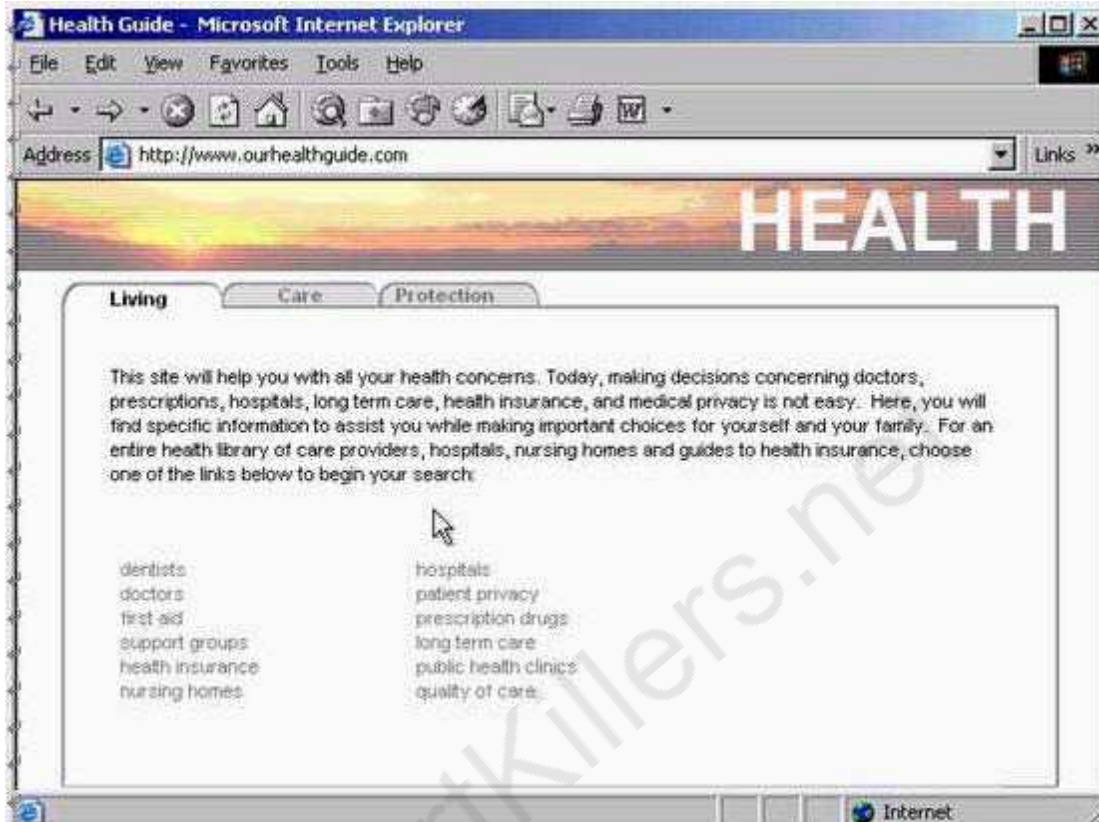 Health Guide - Microsoft Internet Explorer
File Edit View Favorites Tools Help
Address http://www.ourhealthguide.com Links »
HEALTH
Living Care Protection
This site will help you with all your health concerns. Today, making decisions concerning doctors,
prescriptions, hospitals, long term care, health insurance, and medical privacy is not easy. Here, you will
find specific information to assist you while making important choices for yourself and your family. For an
entire health library of care providers, hospitals, nursing homes and guides to health insurance, choose
one of the links below to begin your search:
dentists hospitals
doctors patient privacy
first aid prescription drugs
support groups long term care
health insurance public health clinics
nursing homes quality of care
Internet